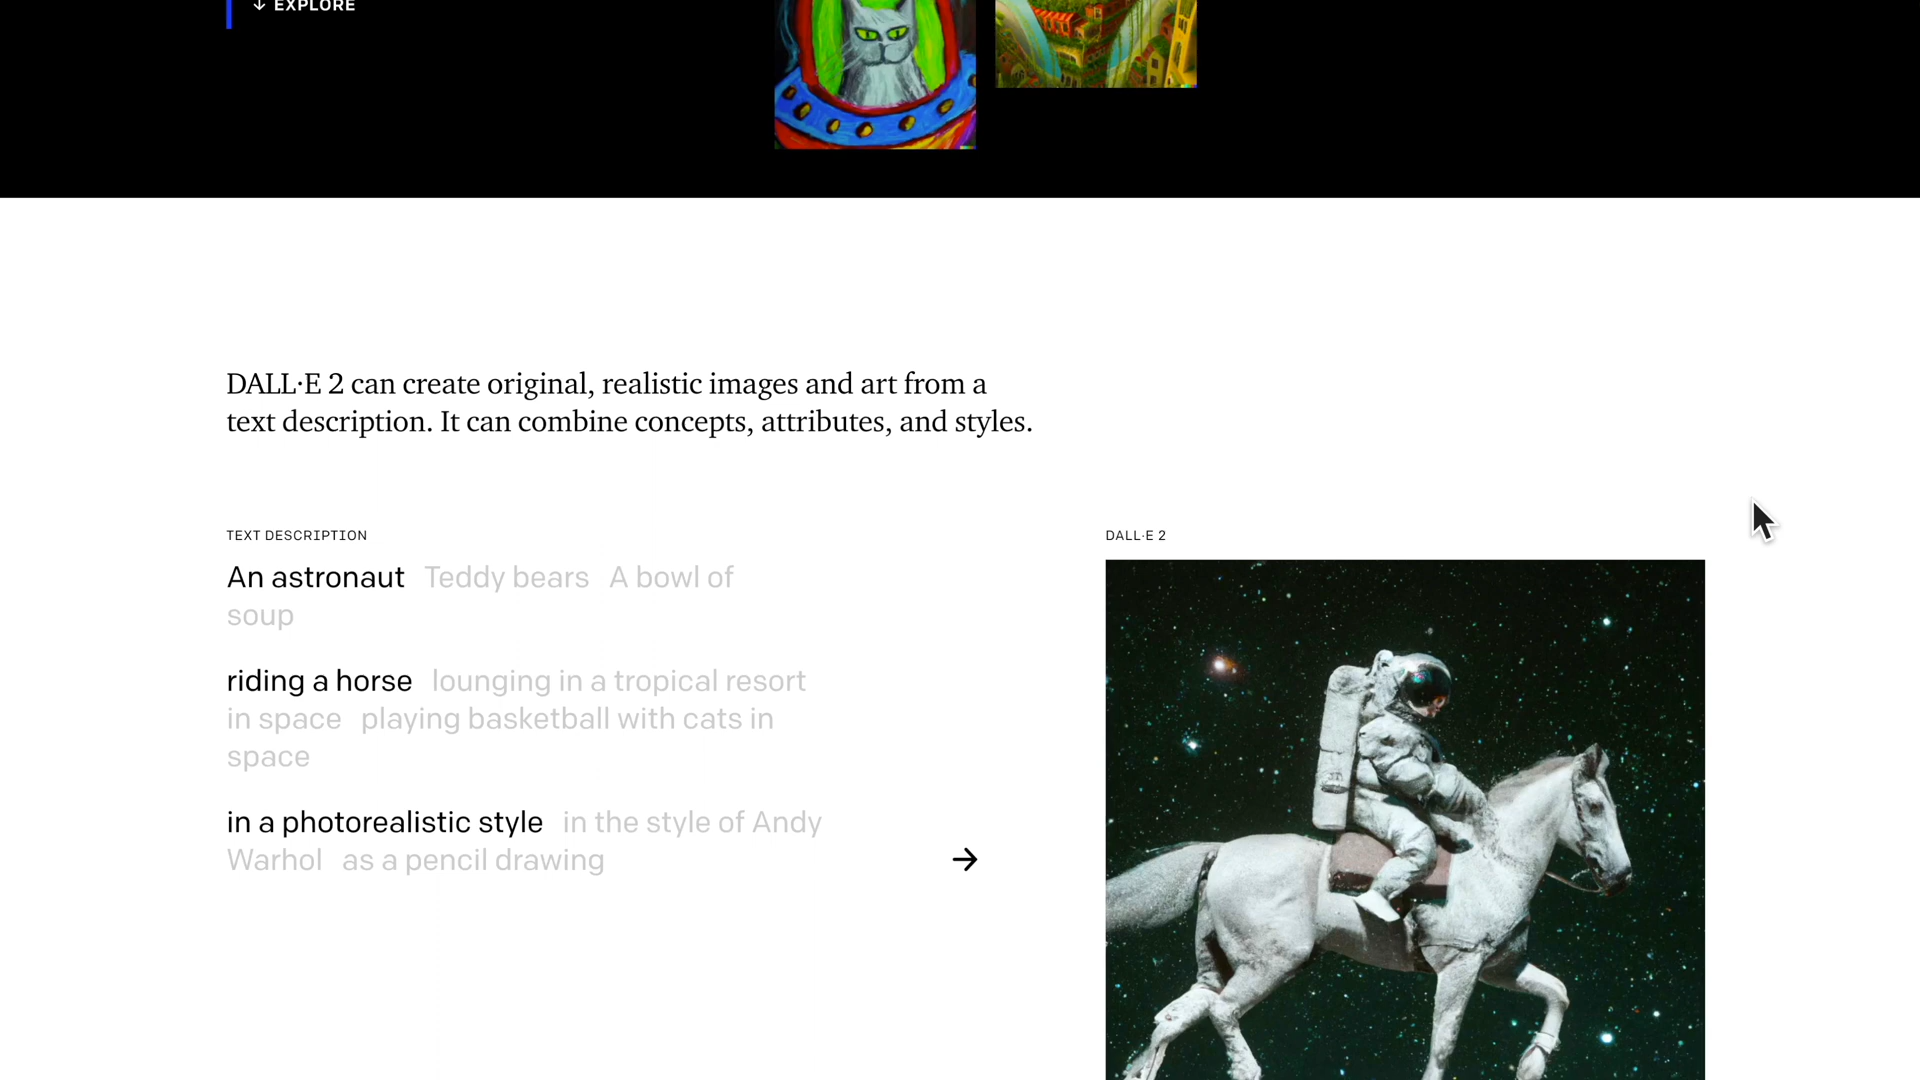 ↓ EXPLORE
DALL·E 2 can create original, realistic images and art from a
text description. It can combine concepts, attributes, and styles.
TEXT DESCRIPTION
An astronaut Teddy bears A bowl of
soup
riding a horse lounging in a tropical resort
in space playing basketball with cats in
space
in a photorealistic style in the style of Andy
Warhol as a pencil drawing
→
DALL·E 2